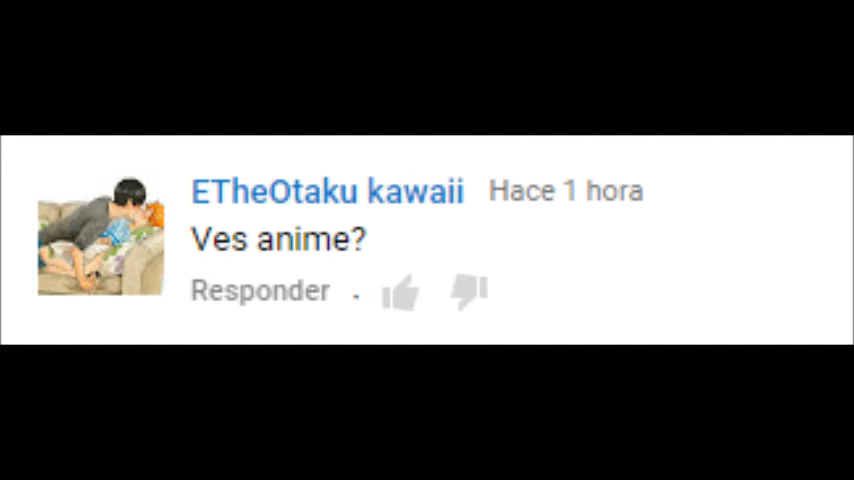 ETheOtaku kawaii Hace 1 hora
Ves anime?
Responder .